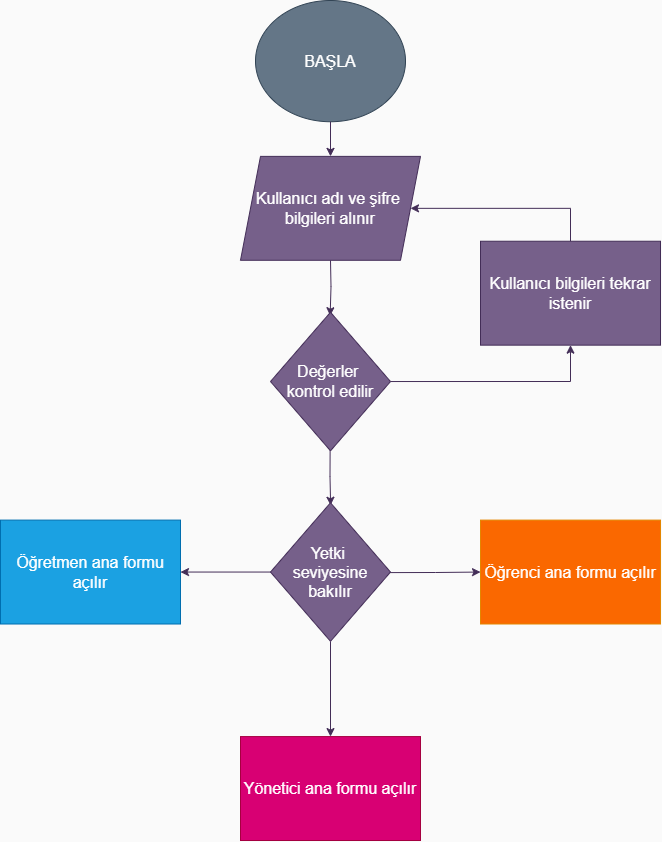 BAŞLA
Kullanıcı adı ve şifre
bilgileri alınır
Kullanıcı bilgileri tekrar
istenir
Değerler
kontrol edilir
Yetki
seviyesine
bakılır
Öğretmen ana formu
açılır
Öğrenci ana formu açılır
Yönetici ana formu açılır